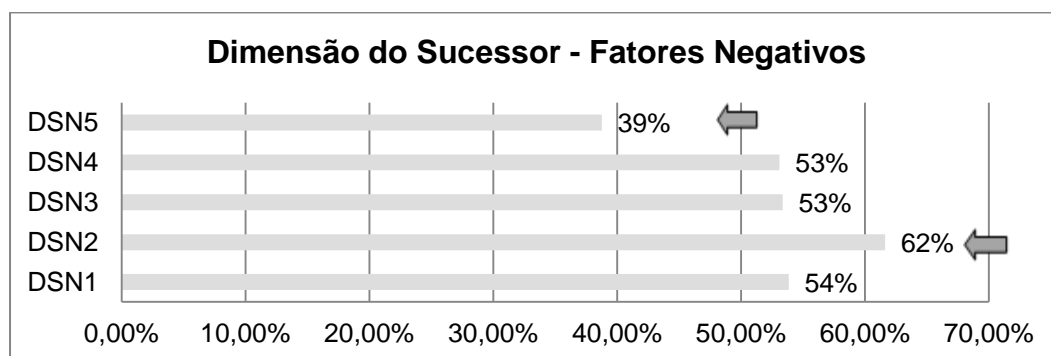 Dimensão do Sucessor - Fatores Negativos
DSN5 39%
DSN4 53%
DSN3 53%
DSN2 62%
DSN1 54%
0,00% 10,00% 20,00% 30,00% 40,00% 50,00% 60,00% 70,00%